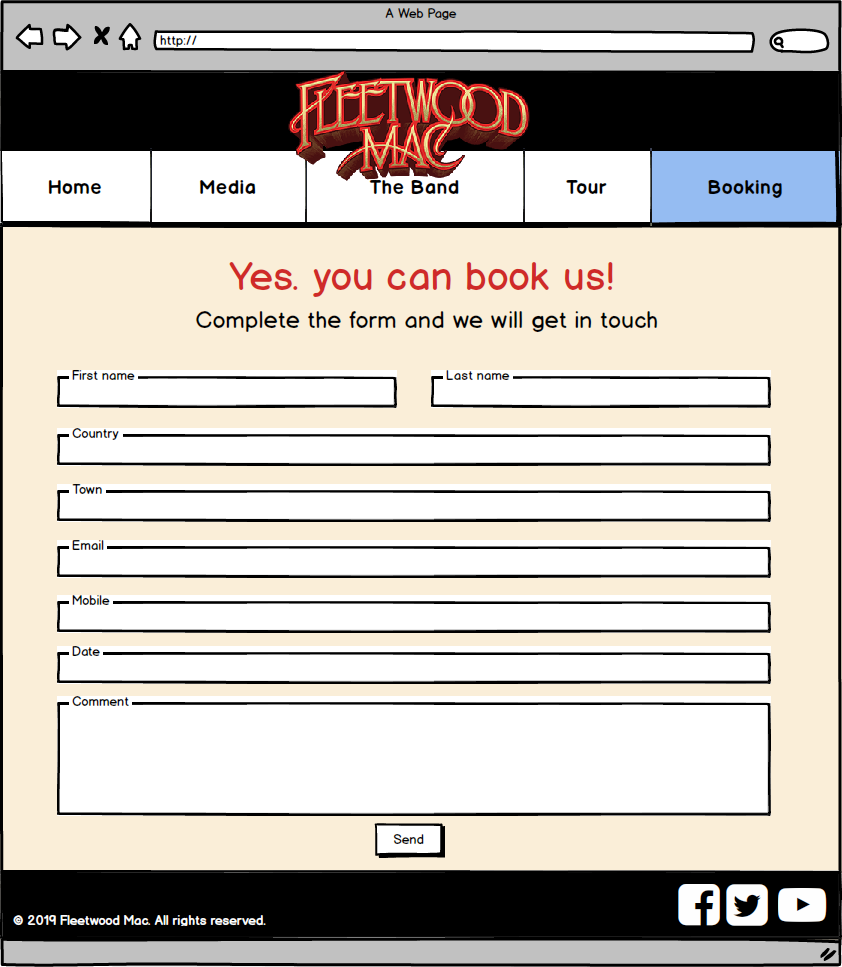 A Web Page
http://
FLEETWOOD
MAC
Home Media The Band Tour Booking
Yes. you can book us!
Complete the form and we will get in touch
First name Last name
Country
Town
Email
Mobile
Date
Comment
Send
© 2019 Fleetwood Mac. All rights reserved.